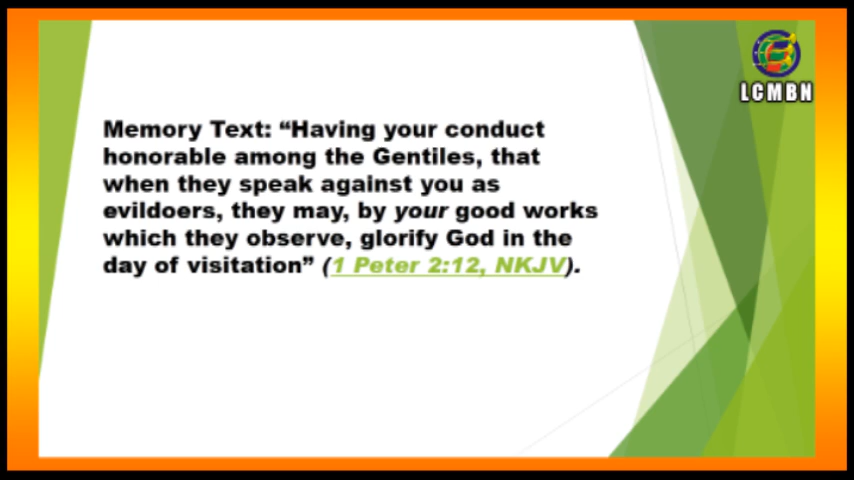 LCMBN
Memory Text: “Having your conduct
honorable among the Gentiles, that
when they speak against you as
evildoers, they may, by your good works
which they observe, glorify God in the
day of visitation” (1 Peter 2:12, NKJV).